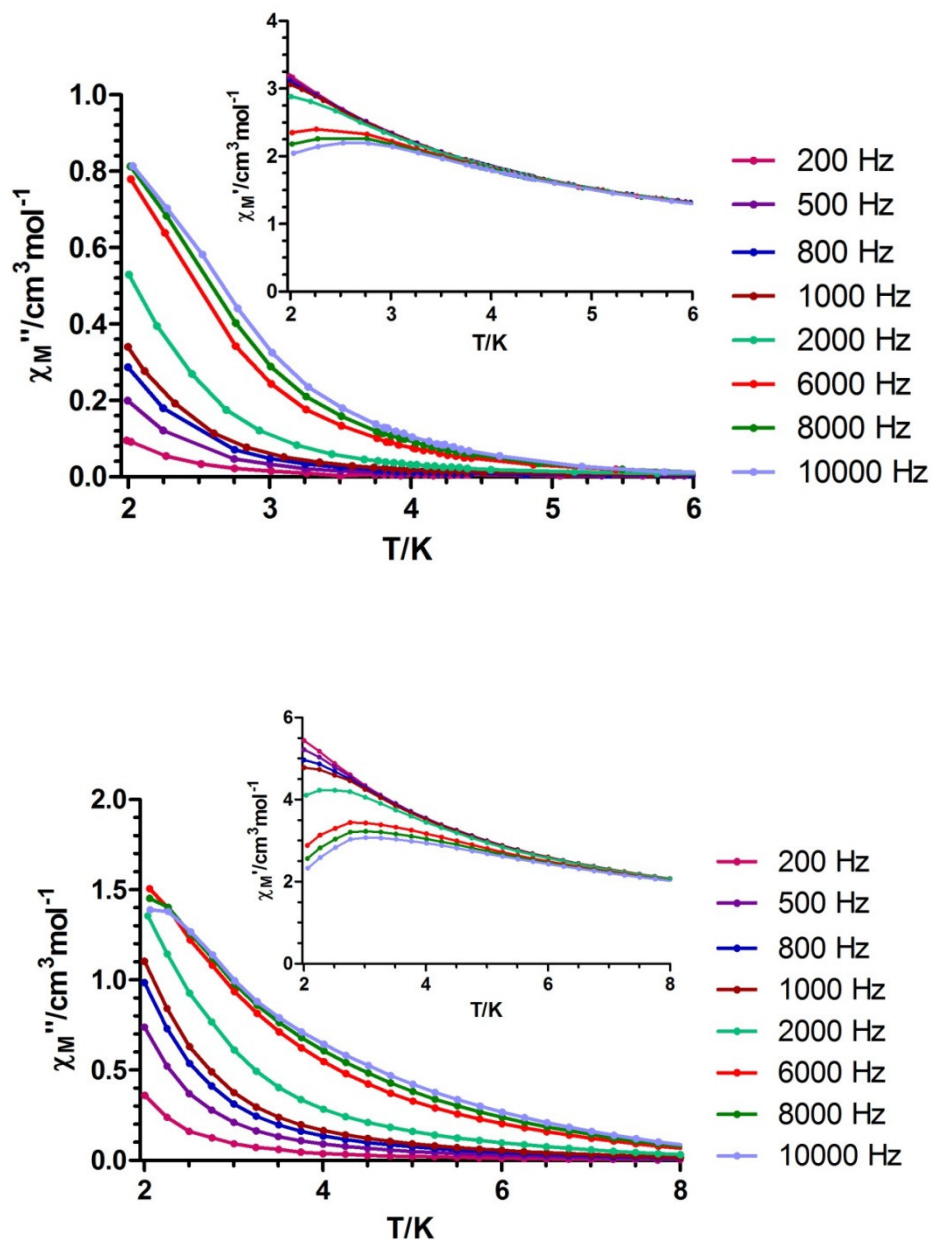 4
3
2
1
0
χM'/cm³mol⁻¹
2 3 4 5 6
T/K
1.0
0.8
0.6
0.4
0.2
0.0
χM''/cm³mol⁻¹
2 3 4 5 6
T/K
200 Hz
500 Hz
800 Hz
1000 Hz
2000 Hz
6000 Hz
8000 Hz
10000 Hz
6
4
2
0
χM'/cm³mol⁻¹
2 4 6 8
T/K
2.0
1.5
1.0
0.5
0.0
χM''/cm³mol⁻¹
2 4 6 8
T/K
200 Hz
500 Hz
800 Hz
1000 Hz
2000 Hz
6000 Hz
8000 Hz
10000 Hz